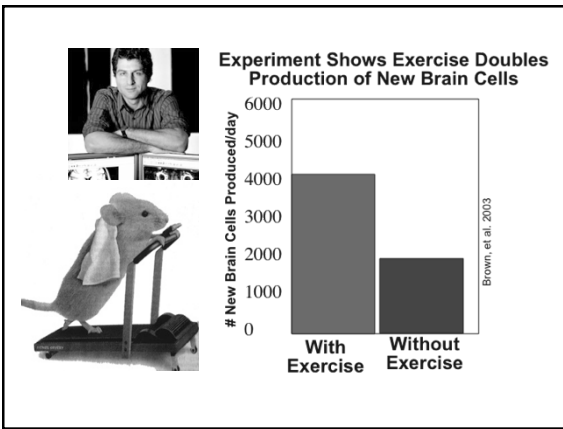 Experiment Shows Exercise Doubles
Production of New Brain Cells
# New Brain Cells Produced/day
6000
5000
4000
3000
2000
1000
0
With
Exercise
Without
Exercise
Brown, et al. 2003